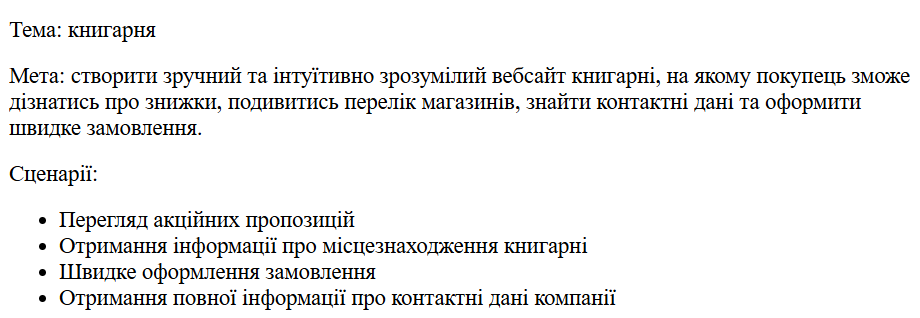 Тема: книгарня
Мета: створити зручний та інтуїтивно зрозумілий вебсайт книгарні, на якому покупець зможе
дізнатись про знижки, подивитись перелік магазинів, знайти контактні дані та оформити
швидке замовлення.
Сценарії:
• Перегляд акційних пропозицій
• Отримання інформації про місцезнаходження книгарні
• Швидке оформлення замовлення
• Отримання повної інформації про контактні дані компанії